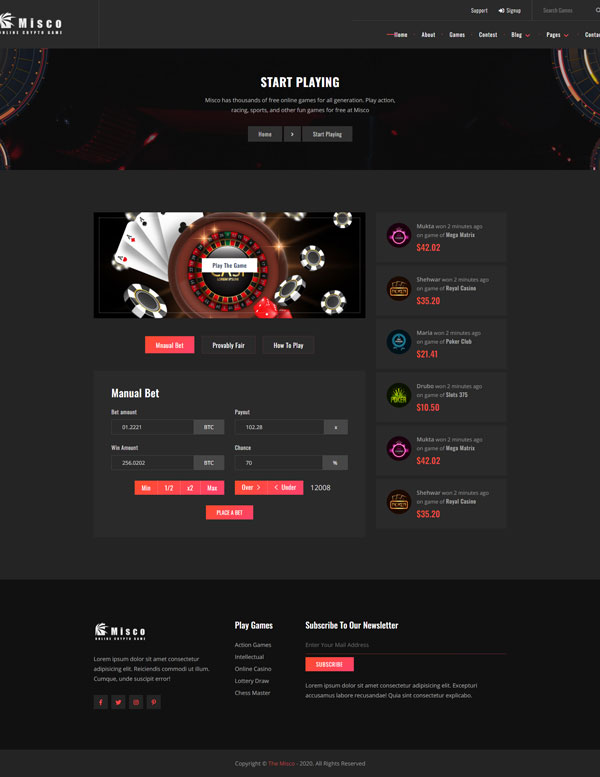 Misco
ONLINE CRYPTO GAME
Support
Signup
Search Games
Home
About
Games
Contest
Blog
Pages
Contac
START PLAYING
Misco has thousands of free online games for all generation. Play action,
racing, sports, and other fun games for free at Misco
Home
Start Playing
Play The Game
Mukta won 2 minutes ago
on game of Mega Matrix
$42.02
Shehwar won 2 minutes ago
on game of Royal Casino
$35.20
Maria won 2 minutes ago
on game of Poker Club
$21.41
Drubo won 2 minutes ago
on game of Slots 375
$10.50
Mukta won 2 minutes ago
on game of Mega Matrix
$42.02
Shehwar won 2 minutes ago
on game of Royal Casino
$35.20
Mnaual Bet
Provably Fair
How To Play
Manual Bet
Bet amount
Payout
01.2221 BTC
102.28 x
Win Amount
Chance
256.0202 BTC
70 %
Min 1/2 x2 Max
Over Under 12008
PLACE A BET
Misco
ONLINE CRYPTO GAME
Lorem ipsum dolor sit amet consectetur
adipisicing elit. Reiciendis commodi ut illum.
Cumque, unde suscipit error!
Play Games
Action Games
Intellectual
Online Casino
Lottery Draw
Chess Master
Subscribe To Our Newsletter
Enter Your Mail Address
SUBSCRIBE
Lorem ipsum dolor sit amet consectetur adipisicing elit. Excepturi
accusamus labore recusandae! Quia sint consectetur explicabo.
Copyright © The Misco - 2020. All Rights Reserved